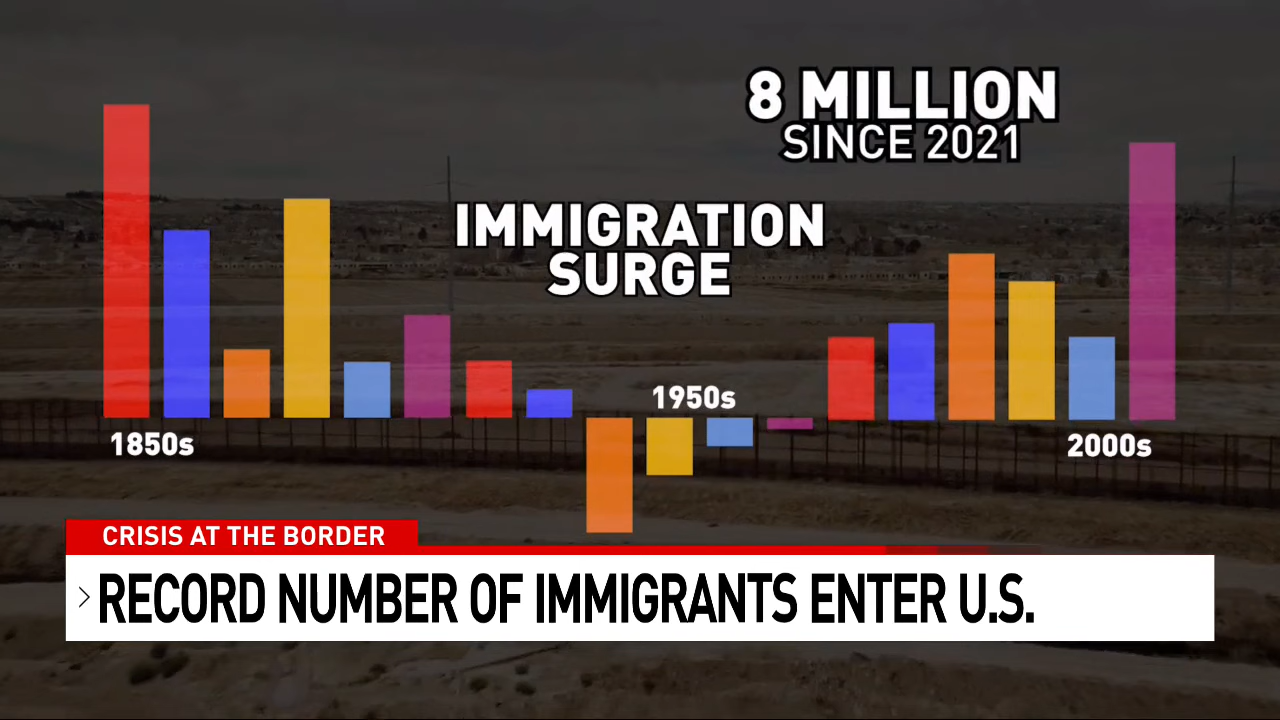 8 MILLION
SINCE 2021
IMMIGRATION
SURGE
1950s
1850s
2000s
CRISIS AT THE BORDER
RECORD NUMBER OF IMMIGRANTS ENTER U.S.